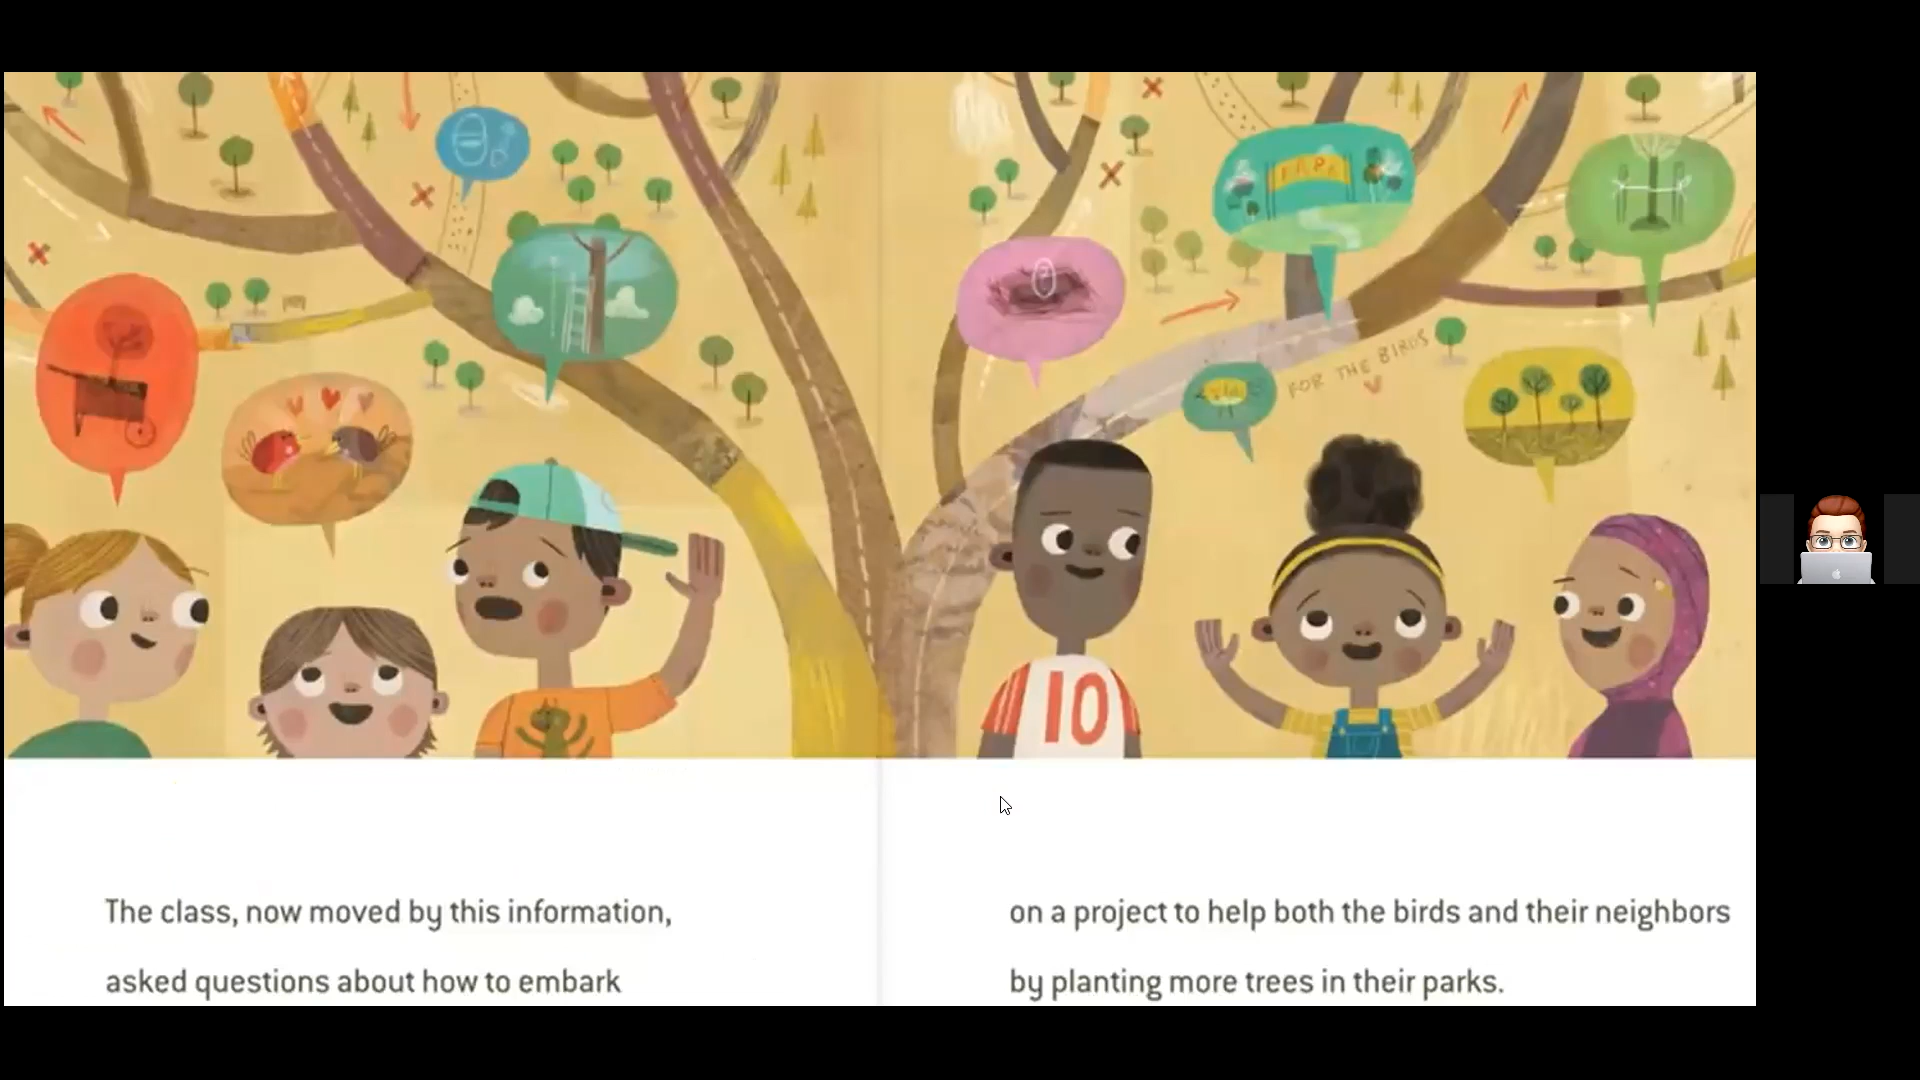 PARK
FOR THE BIRDS
10
The class, now moved by this information,
asked questions about how to embark
on a project to help both the birds and their neighbors
by planting more trees in their parks.